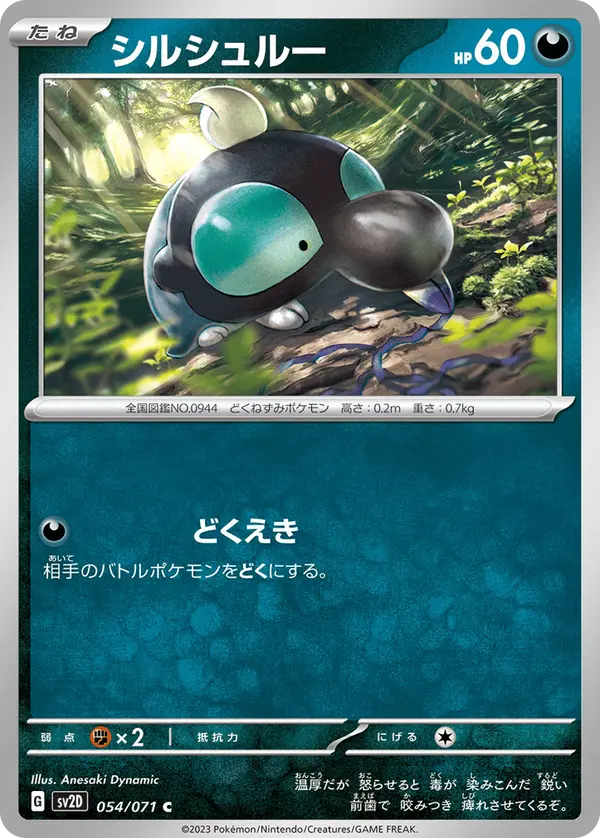 たね シルシュルー HP60
全国図鑑NO.0944 どくねずみポケモン 高さ:0.2m 重さ:0.7kg
どくえき
相手のバトルポケモンをどくにする。
弱点 ×2 抵抗力 にげる
Illus. Anesaki Dynamic
G sv2D 054/071 C
温厚だが 怒らせると 毒が 染みこんだ 鋭い
前歯で 咬みつき 痺れさせてくるぞ。
©2023 Pokémon/Nintendo/Creatures/GAME FREAK.